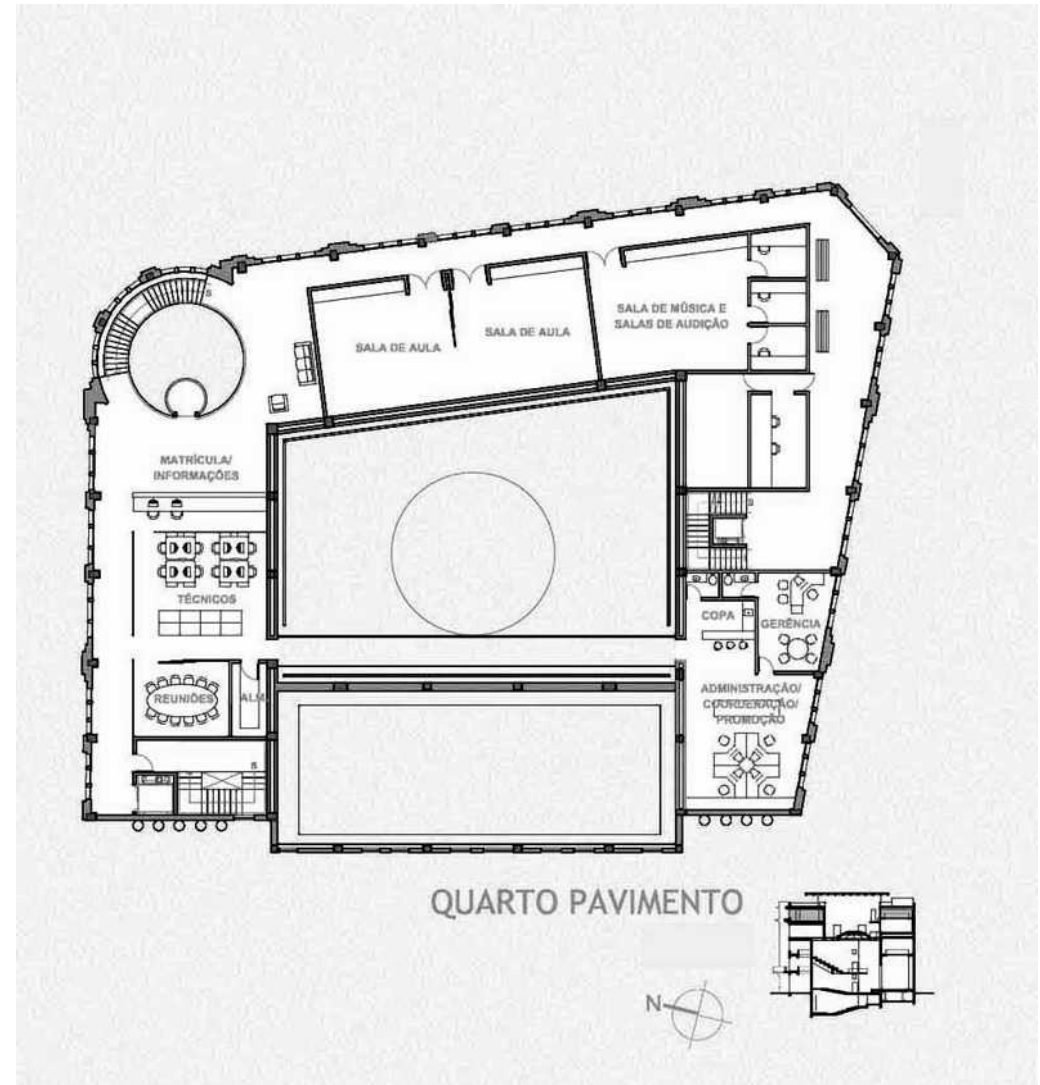 SALA DE MÚSICA E
SALAS DE AUDIÇÃO
SALA DE AULA
SALA DE AULA
MATRÍCULA/
INFORMAÇÕES
TÉCNICOS
COPA
GERÊNCIA
REUNIÕES
ALM.
ADMINISTRAÇÃO/
COORDENAÇÃO/
PROMOÇÃO
QUARTO PAVIMENTO
N